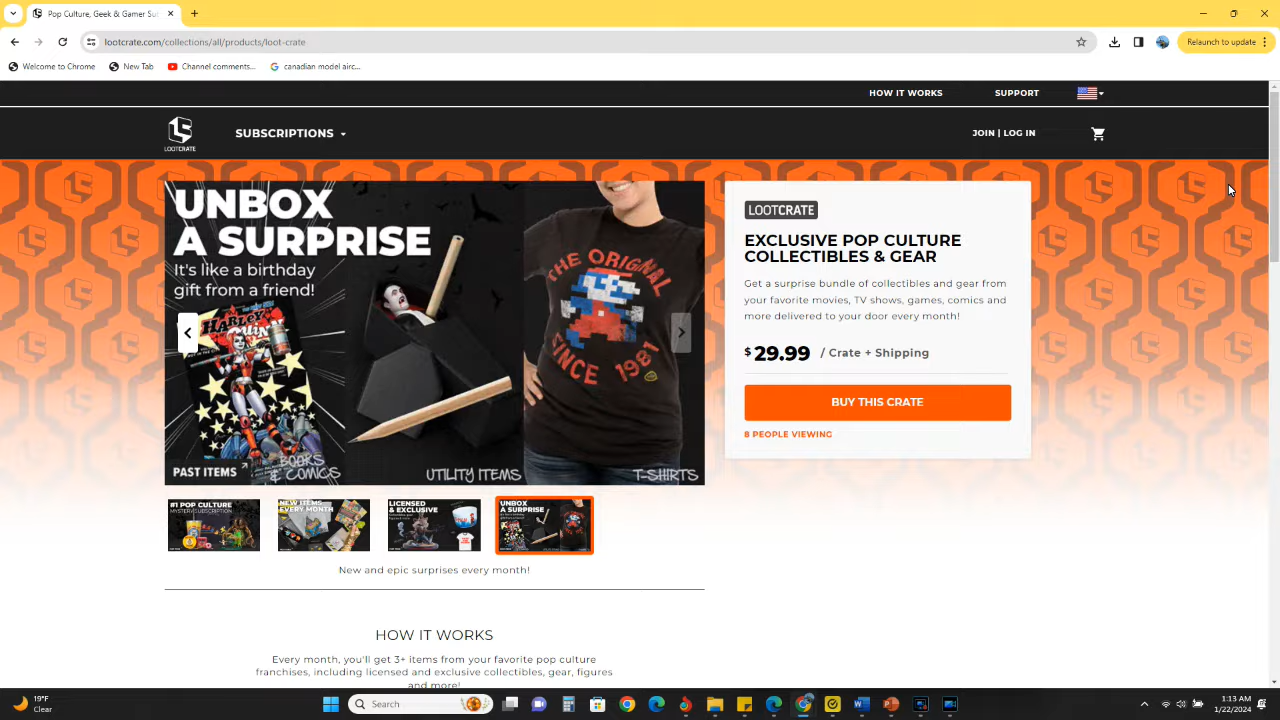 Pop Culture, Geek & Gamer Su
lootcrate.com/collections/all/products/loot-crate
Relaunch to update
Welcome to Chrome
New Tab
Channel comments...
canadian model airc...
HOW IT WORKS
SUPPORT
LOOTCRATE
SUBSCRIPTIONS
JOIN | LOG IN
UNBOX
A SURPRISE
It's like a birthday
gift from a friend!
HARLEY
QUINN
THE ORIGINAL
SINCE 1981
PAST ITEMS
BOOKS
& COMICS
UTILITY ITEMS
T-SHIRTS
LOOTCRATE
EXCLUSIVE POP CULTURE
COLLECTIBLES & GEAR
Get a surprise bundle of collectibles and gear from
your favorite movies, TV shows, games, comics and
more delivered to your door every month!
$29.99 / Crate + Shipping
BUY THIS CRATE
8 PEOPLE VIEWING
#1 POP CULTURE
MYSTERY SUBSCRIPTION
NEW ITEMS
EVERY MONTH
LICENSED
& EXCLUSIVE
UNBOX
A SURPRISE
New and epic surprises every month!
HOW IT WORKS
Every month, you'll get 3+ items from your favorite pop culture
franchises, including licensed and exclusive collectibles, gear, figures
and more!
19°F
Clear
Search
1:13 AM
1/22/2024